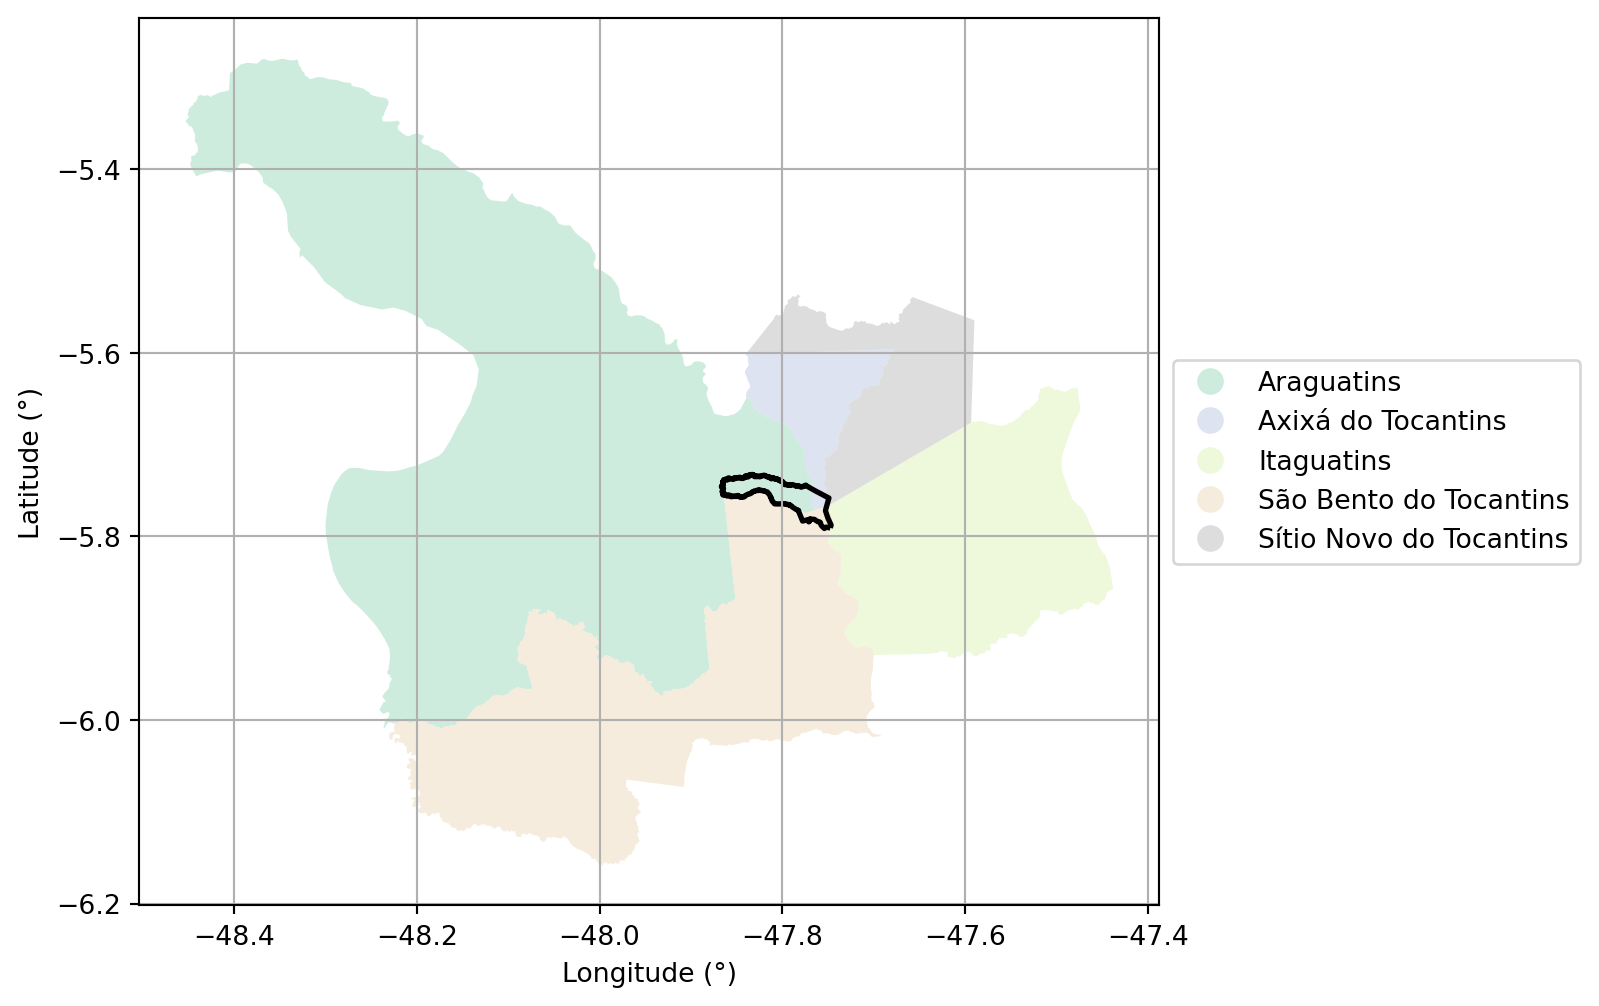 −5.4
−5.6
−5.8
−6.0
−6.2
Latitude (°)
−48.4
−48.2
−48.0
−47.8
−47.6
−47.4
Longitude (°)
Araguatins
Axixá do Tocantins
Itaguatins
São Bento do Tocantins
Sítio Novo do Tocantins